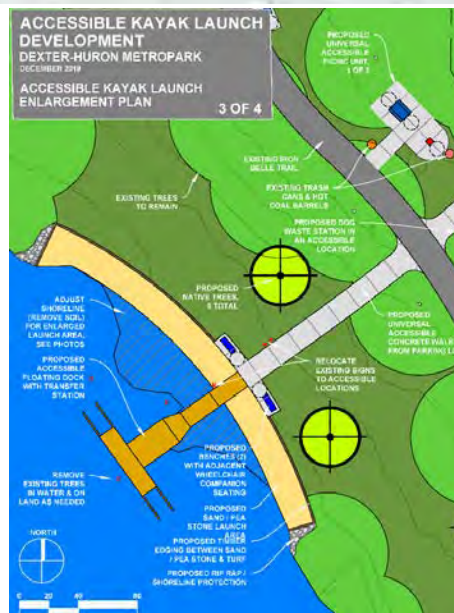 ACCESSIBLE KAYAK LAUNCH
DEVELOPMENT
DEXTER-HURON METROPARK
DECEMBER 2019
ACCESSIBLE KAYAK LAUNCH
ENLARGEMENT PLAN
3 OF 4
PROPOSED
UNIVERSAL
ACCESSIBLE
PICNIC UNIT,
1 OF 2
EXISTING IRON
BELLE TRAIL
EXISTING TRASH
CANS & HOT
COAL BARRELS
EXISTING TREES
TO REMAIN
PROPOSED DOG
WASTE STATION IN
AN ACCESSIBLE
LOCATION
PROPOSED
NATIVE TREES,
TOTAL
ADJUST
SHORELINE
(REMOVE SOIL)
FOR ENLARGED
LAUNCH AREA;
SEE PHOTOS
PROPOSED
UNIVERSAL
ACCESSIBLE
CONCRETE WALK
FROM PARKING
PROPOSED
ACCESSIBLE
FLOATING DOCK
WITH TRANSFER
STATION
RELOCATE
EXISTING SIGNS
TO ACCESSIBLE
LOCATIONS
REMOVE
EXISTING TREES
IN WATER & ON
LAND AS NEEDED
PROPOSED
BENCHES (2)
WITH ADJACENT
WHEELCHAIR
COMPANION
SEATING
PROPOSED
SAND / PEA
STONE LAUNCH
AREA
PROPOSED TIMBER
EDGING BETWEEN SAND
/ PEA STONE & TURF
PROPOSED RIP RAP /
SHORELINE PROTECTION
NORTH
0 20 40